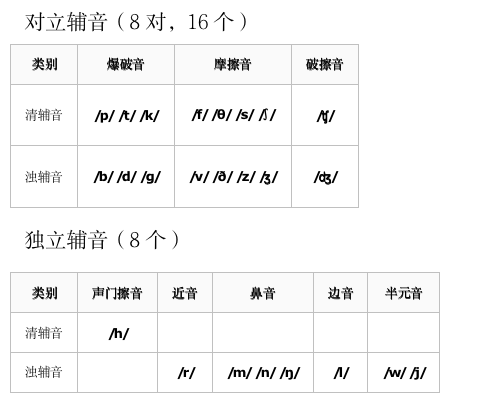 对立辅音（8 对，16 个）
类别 爆破音 摩擦音 破擦音
清辅音 /p/ /t/ /k/ /f/ /θ/ /s/ /ʃ/ /ʧ/
浊辅音 /b/ /d/ /g/ /v/ /ð/ /z/ /ʒ/ /ʤ/
独立辅音（8 个）
类别 声门擦音 近音 鼻音 边音 半元音
清辅音 /h/
浊辅音 /r/ /m/ /n/ /ŋ/ /l/ /w/ /j/